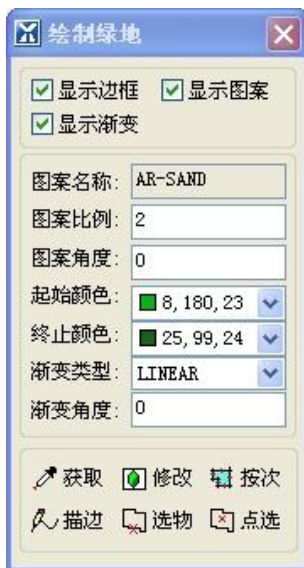 绘制绿地
显示边框 显示图案
显示渐变
图案名称: AR-SAND
图案比例: 2
图案角度: 0
起始颜色: 8, 180, 23
终止颜色: 25, 99, 24
渐变类型: LINEAR
渐变角度: 0
获取 修改 按次
描边 选物 点选